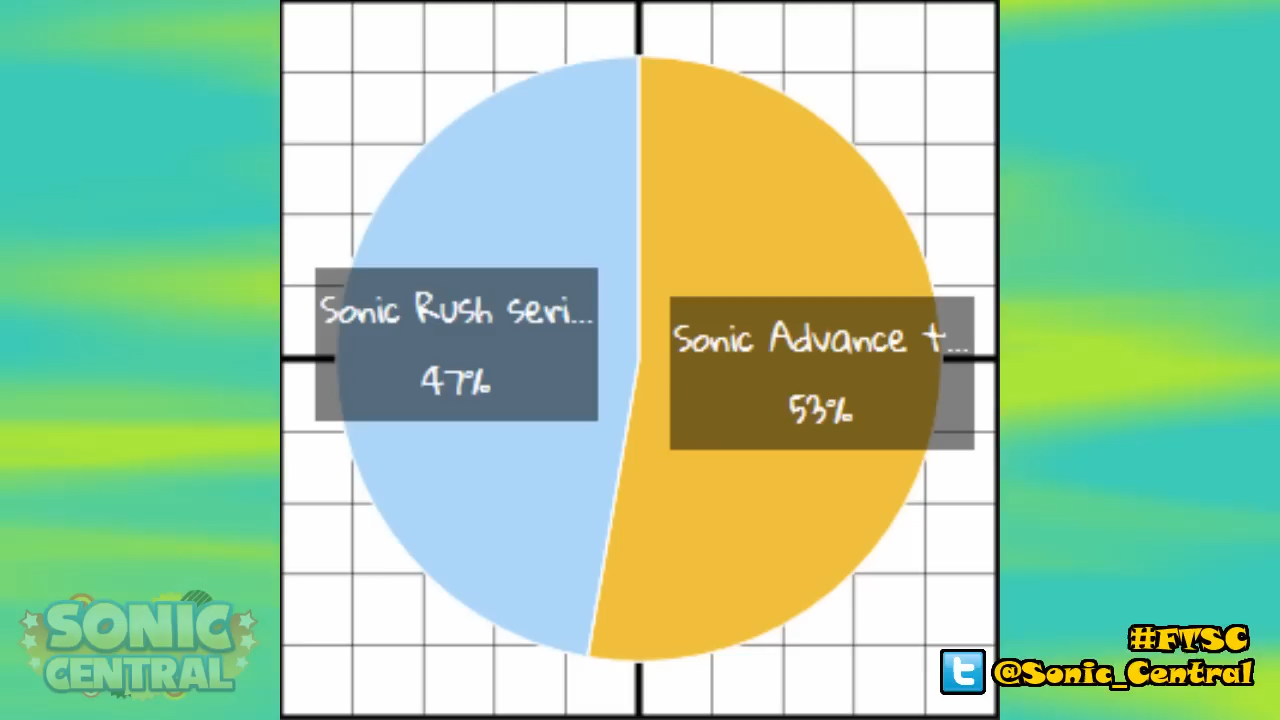 Sonic Rush seri...
47%
Sonic Advance t...
53%
SONIC
CENTRAL
#FTSC
@Sonic_Central